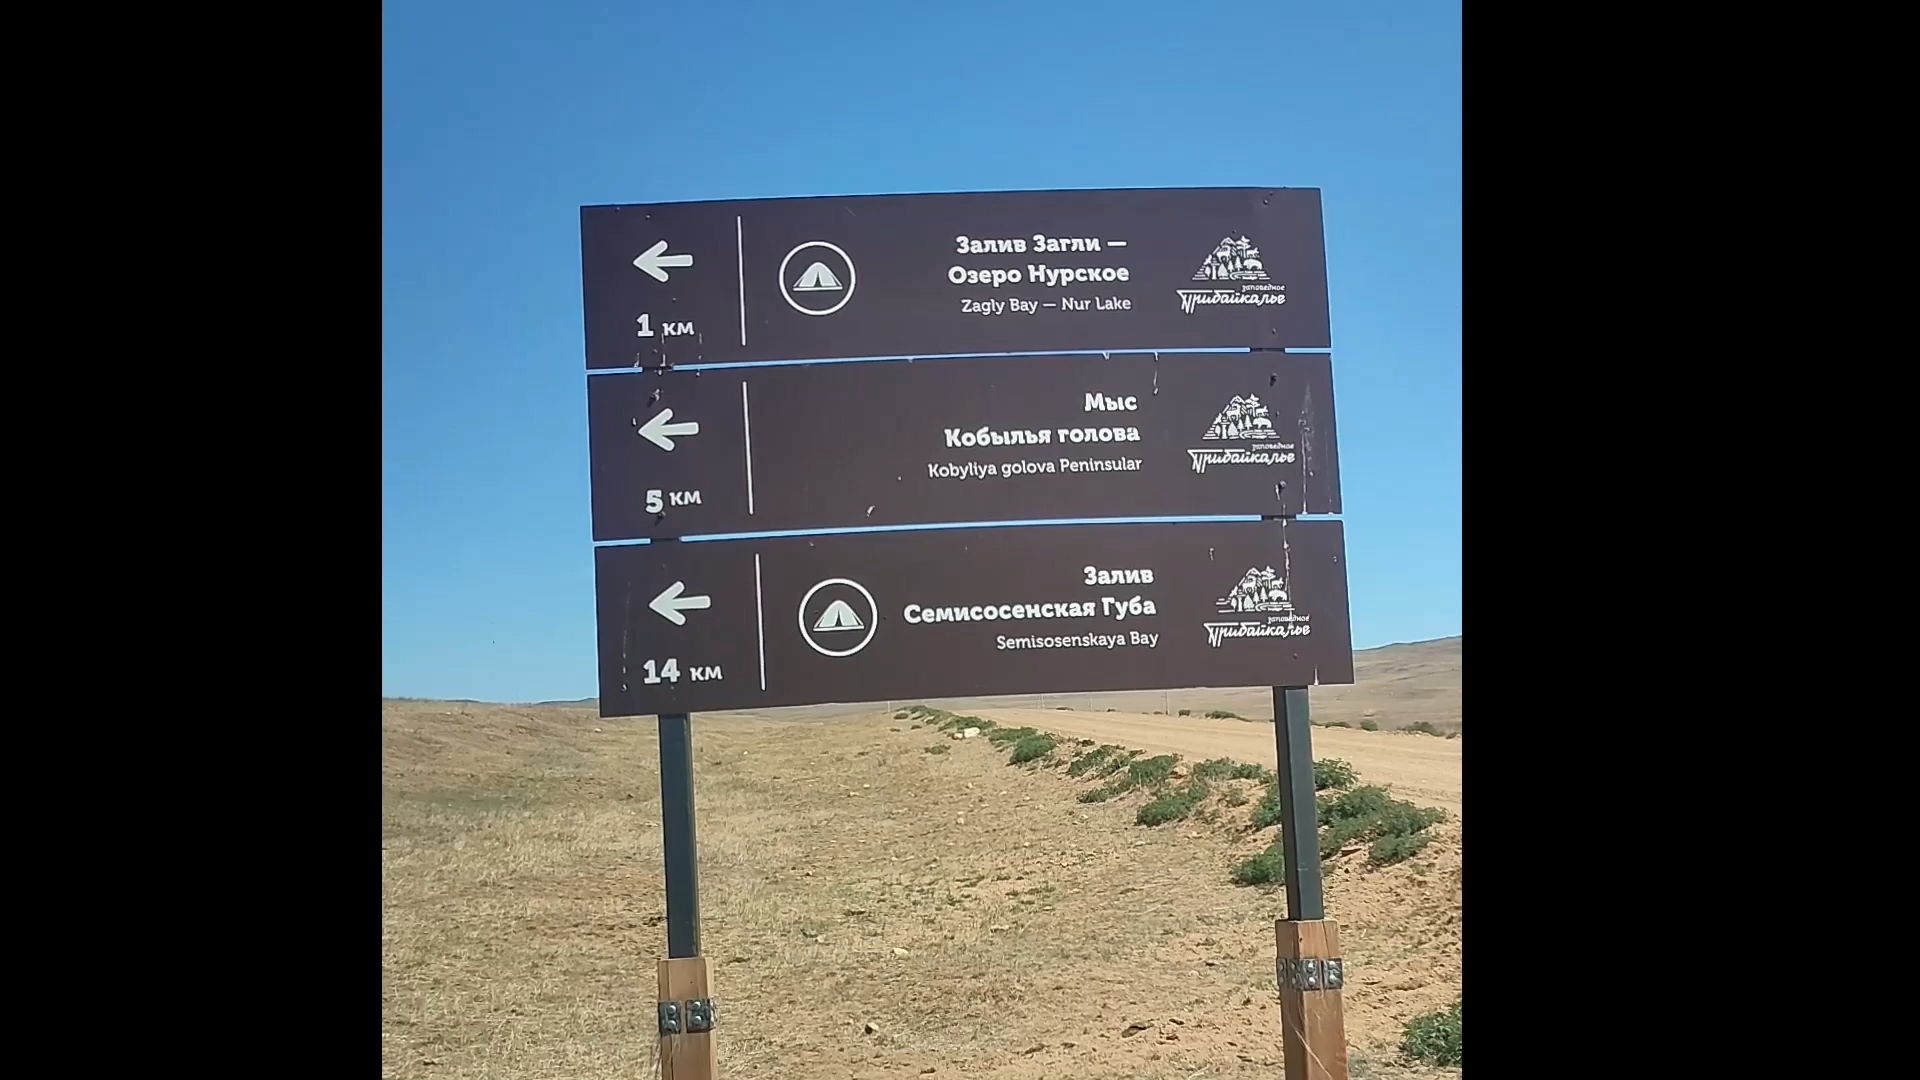 1 км
Залив Загли —
Озеро Нурское
Zagly Bay — Nur Lake
заповедное
Прибайкалье
5 км
Мыс
Кобылья голова
Kobyliya golova Peninsular
заповедное
Прибайкалье
14 км
Залив
Семисосенская Губа
Semisosenskaya Bay
заповедное
Прибайкалье